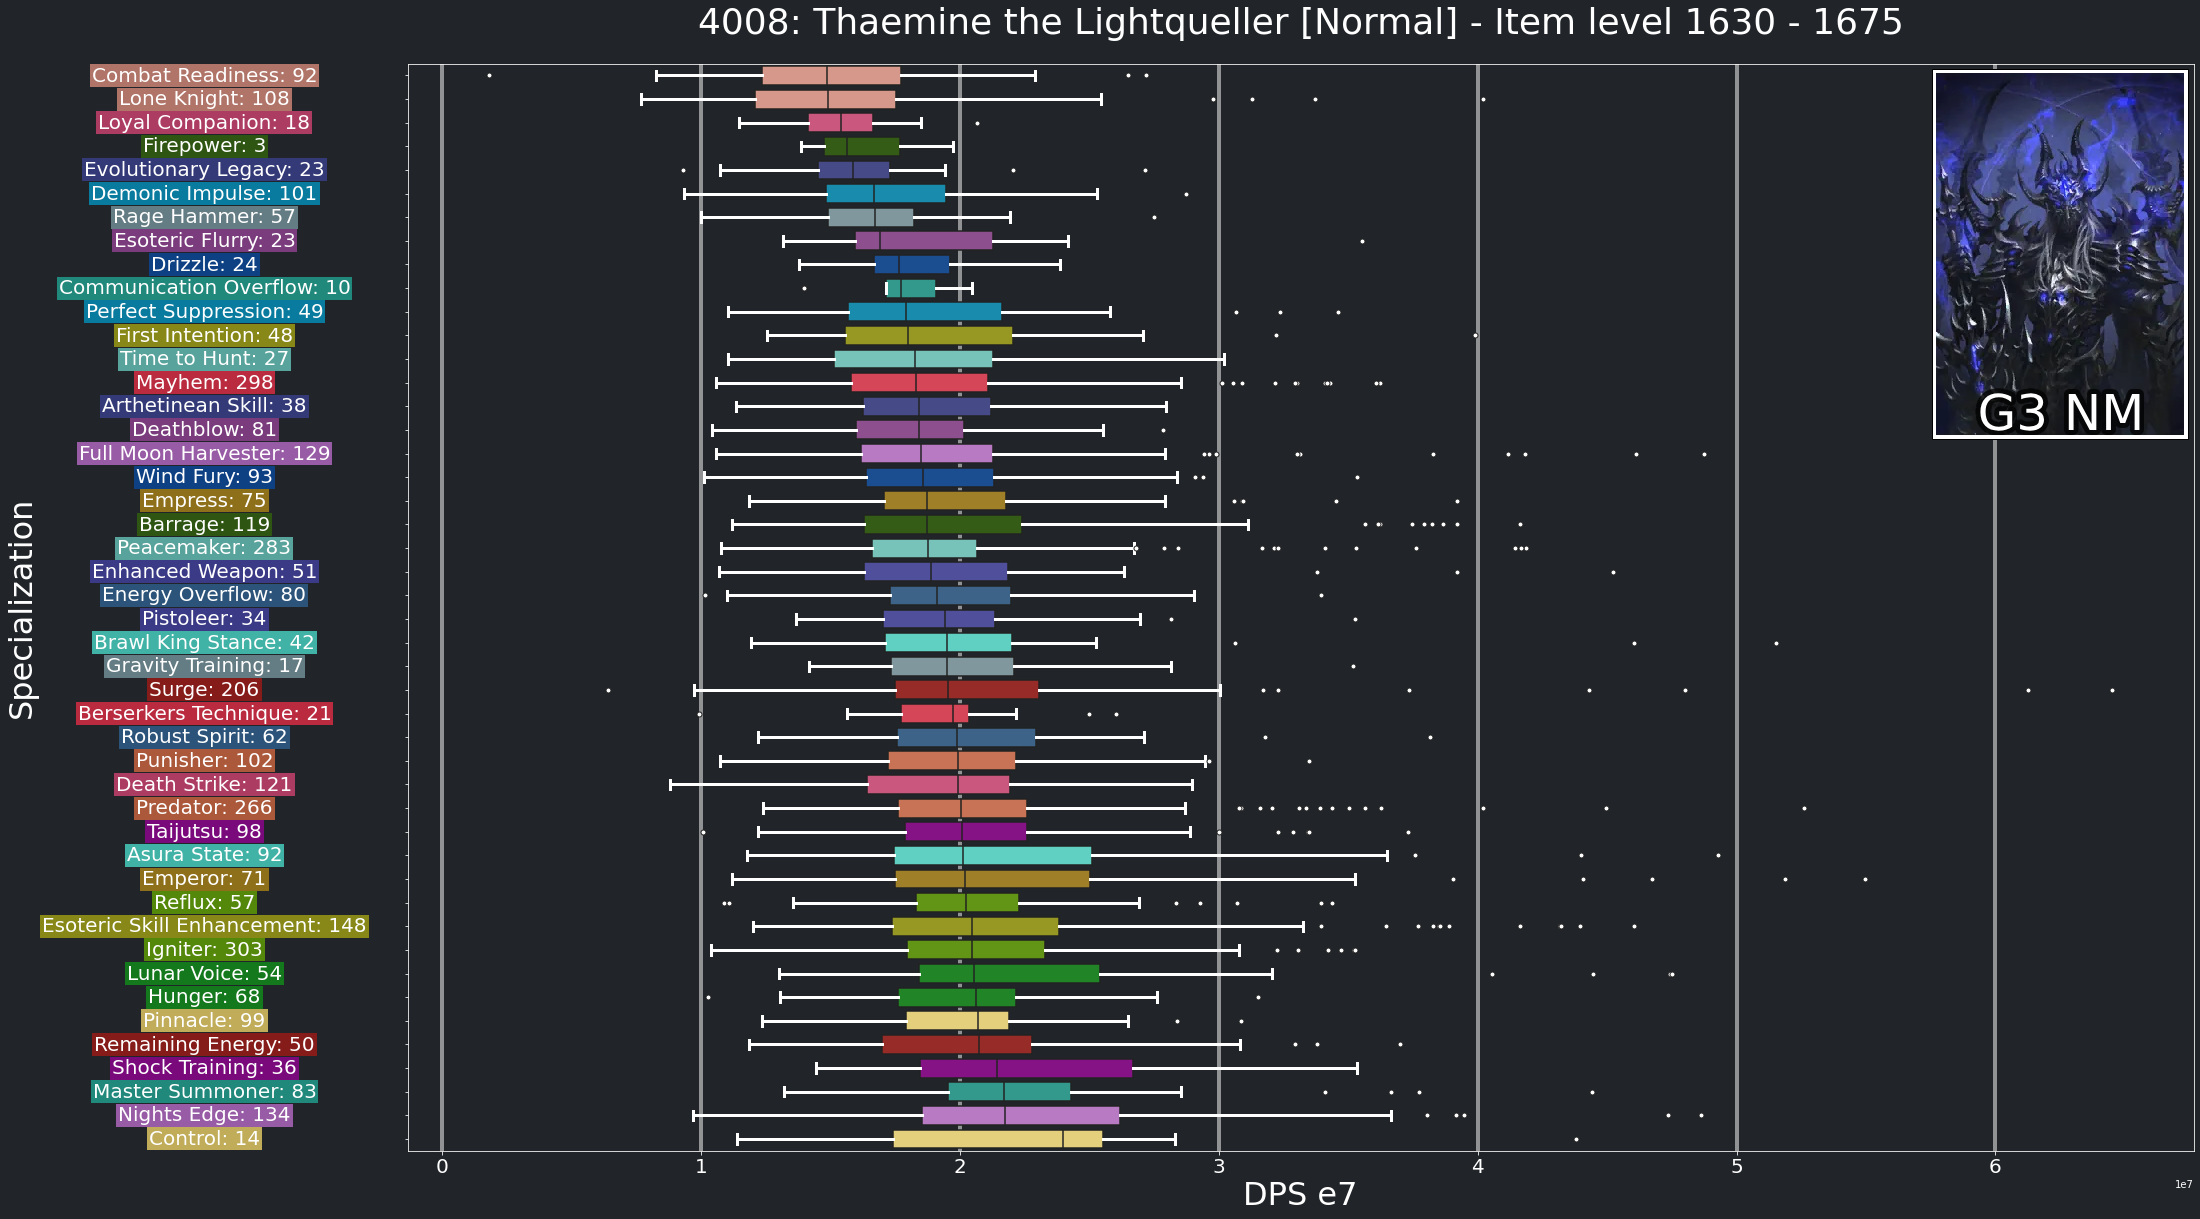 4008: Thaemine the Lightqueller [Normal] - Item level 1630 - 1675
Combat Readiness: 92
Lone Knight: 108
Loyal Companion: 18
Firepower: 3
Evolutionary Legacy: 23
Demonic Impulse: 101
Rage Hammer: 57
Esoteric Flurry: 23
Drizzle: 24
Communication Overflow: 10
Perfect Suppression: 49
First Intention: 48
Time to Hunt: 27
Mayhem: 298
Arthetinean Skill: 38
Deathblow: 81
Full Moon Harvester: 129
Wind Fury: 93
Empress: 75
Barrage: 119
Peacemaker: 283
Enhanced Weapon: 51
Energy Overflow: 80
Pistoleer: 34
Brawl King Stance: 42
Gravity Training: 17
Surge: 206
Berserkers Technique: 21
Robust Spirit: 62
Punisher: 102
Death Strike: 121
Predator: 266
Taijutsu: 98
Asura State: 92
Emperor: 71
Reflux: 57
Esoteric Skill Enhancement: 148
Igniter: 303
Lunar Voice: 54
Hunger: 68
Pinnacle: 99
Remaining Energy: 50
Shock Training: 36
Master Summoner: 83
Nights Edge: 134
Control: 14
Specialization
G3 NM
0 1 2 3 4 5 6
DPS e7
1e7